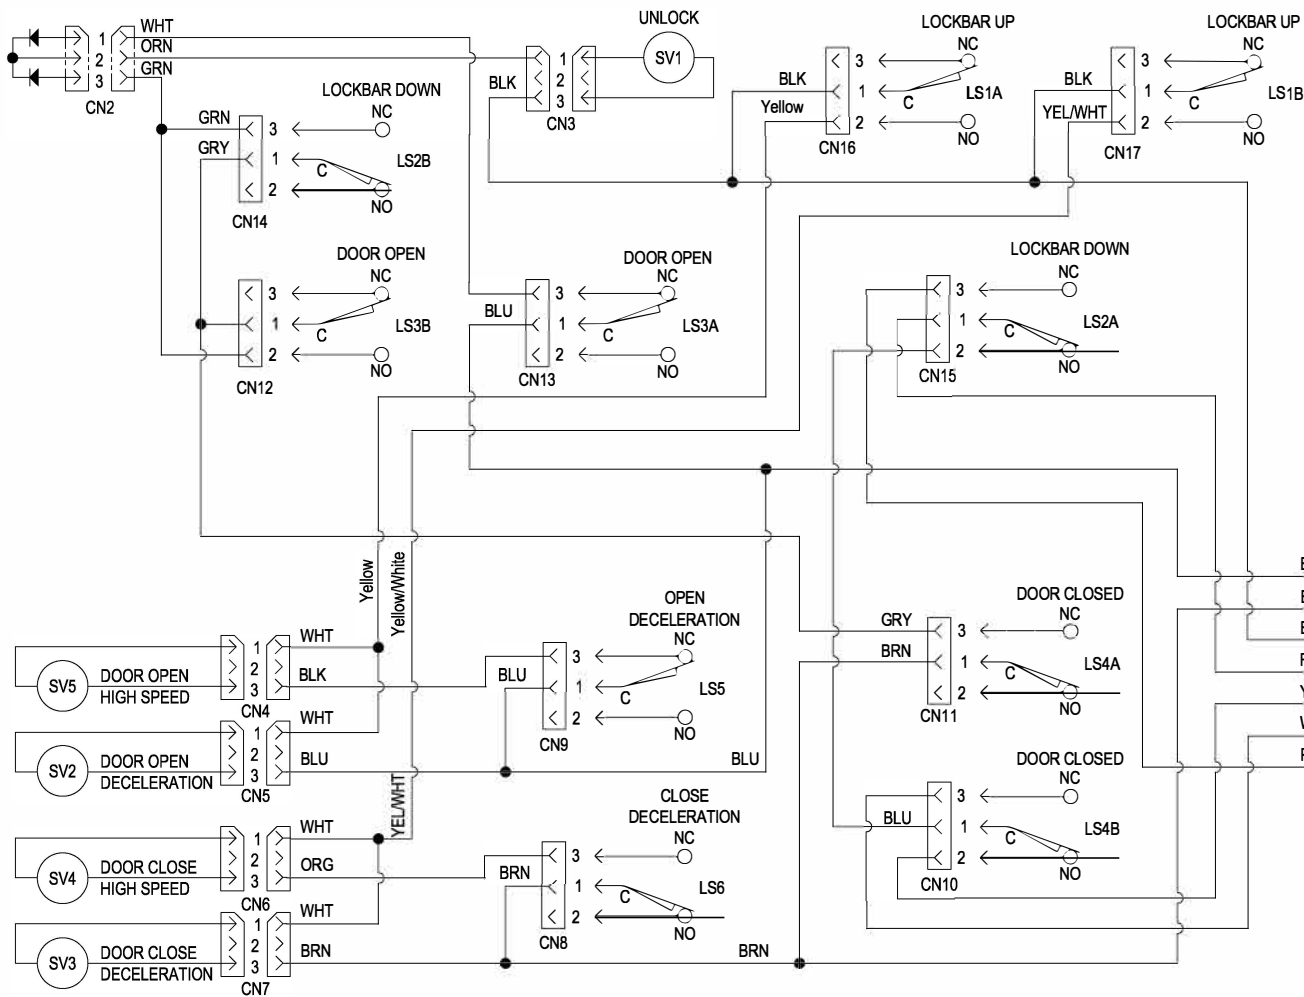 WHT
ORN
GRN
1
2
3
CN2
UNLOCK
SV1
BLK
1
2
3
CN3
LOCKBAR UP
NC
BLK
Yellow
3
1
2
C
LS1A
NO
CN16
LOCKBAR UP
NC
BLK
YEL/WHT
3
1
2
C
LS1B
NO
CN17
LOCKBAR DOWN
NC
GRN
GRY
3
1
2
C
LS2B
NO
CN14
DOOR OPEN
NC
3
1
2
C
LS3B
NO
CN12
DOOR OPEN
NC
BLU
3
1
2
C
LS3A
NO
CN13
LOCKBAR DOWN
NC
3
1
2
C
LS2A
NO
CN15
Yellow
Yellow/White
YEL/WHT
SV5
DOOR OPEN
HIGH SPEED
1
2
3
WHT
BLK
CN4
SV2
DOOR OPEN
DECELERATION
1
2
3
WHT
BLU
CN5
OPEN
DECELERATION
NC
BLU
3
1
2
C
LS5
NO
CN9
BLU
SV4
DOOR CLOSE
HIGH SPEED
1
2
3
WHT
ORG
CN6
SV3
DOOR CLOSE
DECELERATION
1
2
3
WHT
BRN
CN7
CLOSE
DECELERATION
NC
BRN
3
1
2
C
LS6
NO
CN8
BRN
DOOR CLOSED
NC
GRY
BRN
3
1
2
C
LS4A
NO
CN11
DOOR CLOSED
NC
BLU
3
1
2
C
LS4B
NO
CN10